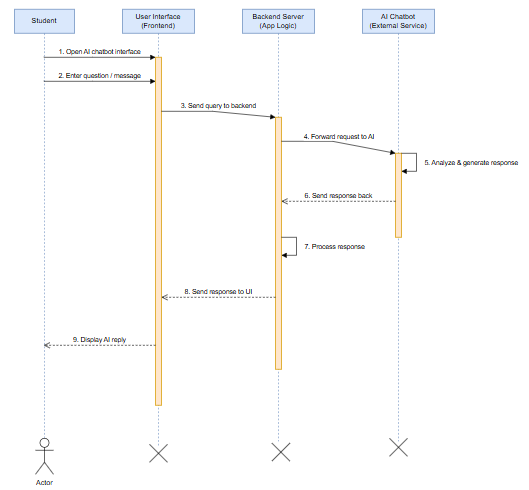 Student
User Interface
(Frontend)
Backend Server
(App Logic)
AI Chatbot
(External Service)
1. Open AI chatbot interface
2. Enter question / message
3. Send query to backend
4. Forward request to AI
5. Analyze & generate response
6. Send response back
7. Process response
8. Send response to UI
9. Display AI reply
Actor